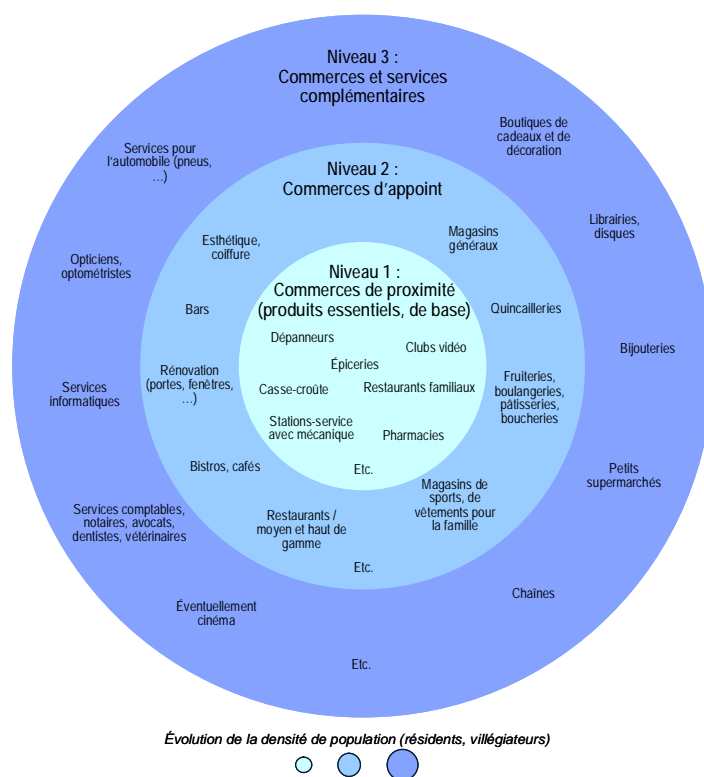 Niveau 3 :
Commerces et services
complémentaires
Boutiques de
cadeaux et de
décoration
Services pour
l'automobile (pneus,
…)
Niveau 2 :
Commerces d'appoint
Librairies,
disques
Esthétique,
coiffure
Magasins
généraux
Opticiens,
optométristes
Niveau 1 :
Commerces de proximité
(produits essentiels, de base)
Bars
Quincailleries
Dépanneurs
Clubs vidéo
Bijouteries
Épiceries
Rénovation
(portes, fenêtres,
…)
Casse-croûte
Restaurants familiaux
Fruiteries,
boulangeries,
pâtisseries,
boucheries
Services
informatiques
Stations-service
avec mécanique
Pharmacies
Bistros, cafés
Etc.
Petits
supermarchés
Magasins de
sports, de
vêtements pour
la famille
Services comptables,
notaires, avocats,
dentistes, vétérinaires
Restaurants /
moyen et haut de
gamme
Etc.
Chaînes
Éventuellement
cinéma
Etc.
Évolution de la densité de population (résidents, villégiateurs)